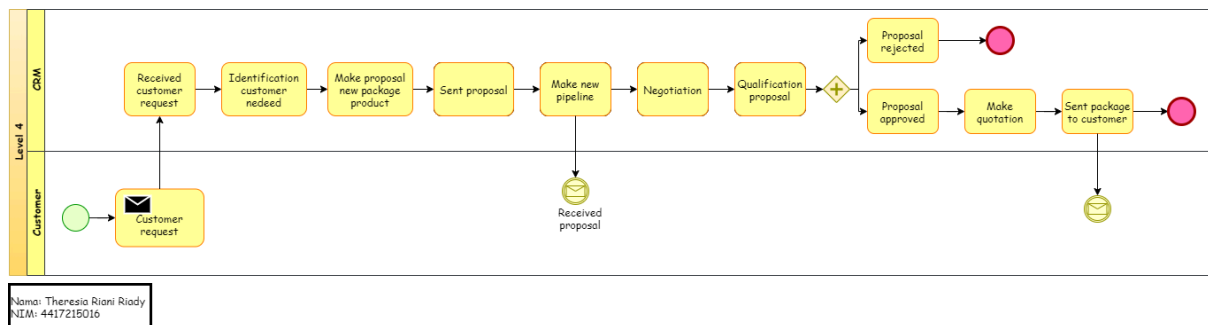 Level 4
CRM
Customer
Received
customer
request
Identification
customer
nedeed
Make proposal
new package
product
Sent proposal
Make new
pipeline
Negotiation
Qualification
proposal
Proposal
rejected
Proposal
approved
Make
quotation
Sent package
to customer
Customer
request
Received
proposal
Nama: Theresia Riani Riady
NIM: 4417215016